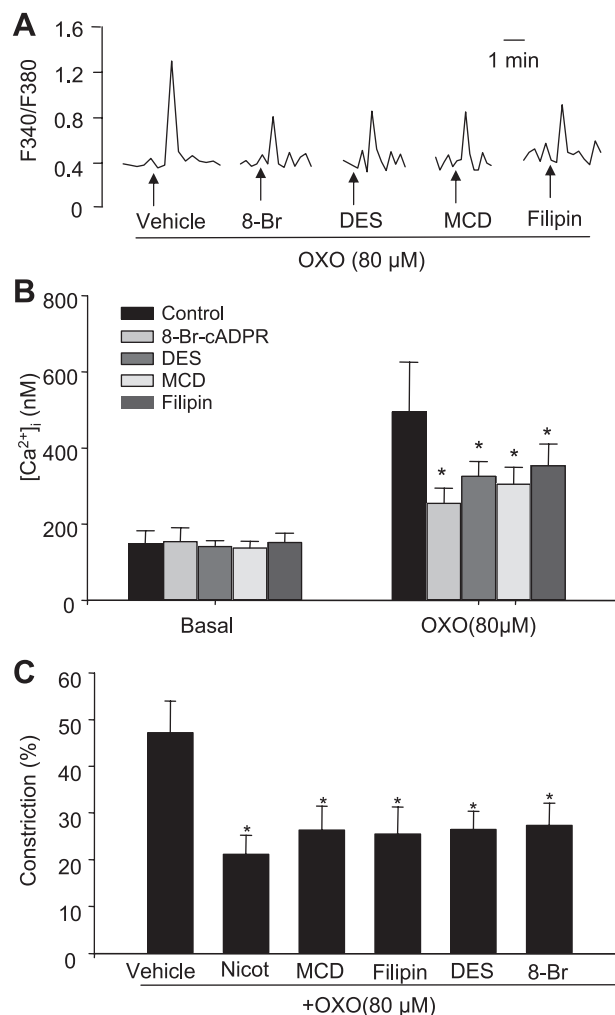 A
1.6
1.2
0.8
0.4
0
F340/F380
1 min
Vehicle 8-Br DES MCD Filipin
OXO (80 µM)
B
800
600
400
200
0
[Ca²⁺]ᵢ (nM)
Control
8-Br-cADPR
DES
MCD
Filipin
* * * *
Basal OXO(80µM)
C
60
50
40
30
20
10
0
Constriction (%)
* * * * *
Vehicle Nicot MCD Filipin DES 8-Br
+OXO(80 µM)